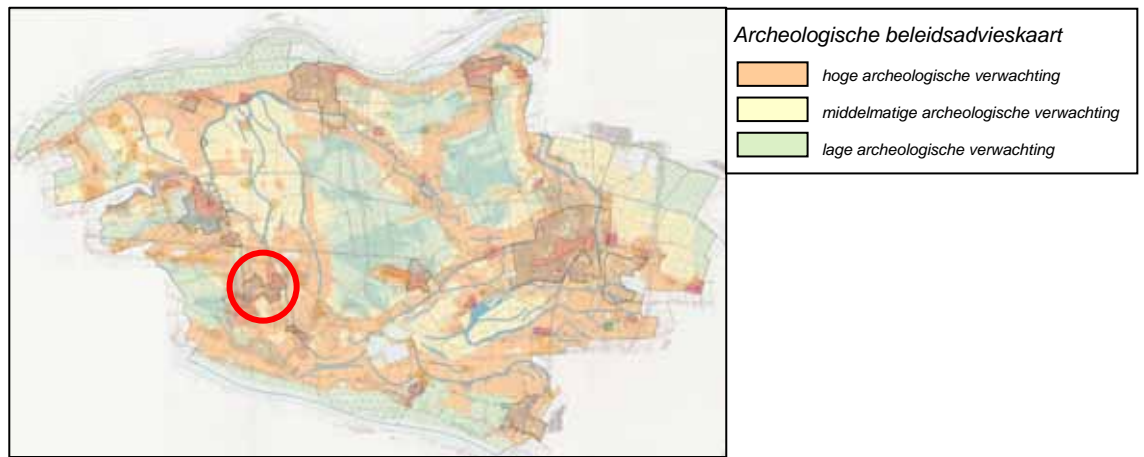 Archeologische beleidsadvieskaart
hoge archeologische verwachting
middelmatige archeologische verwachting
lage archeologische verwachting